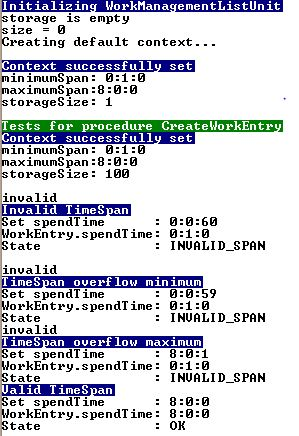 Initializing WorkManagementListUnit
storage is empty
size = 0
Creating default context...
Context successfully set
minimumSpan: 0:1:0
maximumSpan:8:0:0
storageSize: 1
Tests for procedure CreateWorkEntry
Context successfully set
minimumSpan: 0:1:0
maximumSpan:8:0:0
storageSize: 100
invalid
Invalid TimeSpan
Set spendTime : 0:0:60
WorkEntry.spendTime: 0:1:0
State : INVALID_SPAN
invalid
TimeSpan overflow minimum
Set spendTime : 0:0:59
WorkEntry.spendTime: 0:1:0
State : INVALID_SPAN
invalid
TimeSpan overflow maximum
Set spendTime : 8:0:1
WorkEntry.spendTime: 0:1:0
State : INVALID_SPAN
Valid TimeSpan
Set spendTime : 8:0:0
WorkEntry.spendTime: 8:0:0
State : OK